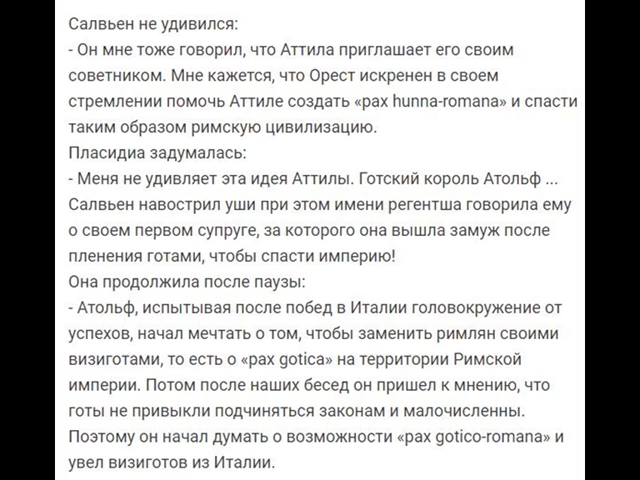 Салвьен не удивился:
- Он мне тоже говорил, что Аттила приглашает его своим
советником. Мне кажется, что Орест искренен в своем
стремлении помочь Аттиле создать «pax hunna-romana» и спасти
таким образом римскую цивилизацию.
Пласидиа задумалась:
- Меня не удивляет эта идея Аттилы. Готский король Атольф ...
Салвьен навострил уши при этом имени регентша говорила ему
о своем первом супруге, за которого она вышла замуж после
пленения готами, чтобы спасти империю!
Она продолжила после паузы:
- Атольф, испытывая после побед в Италии головокружение от
успехов, начал мечтать о том, чтобы заменить римлян своими
визиготами, то есть о «pax gotica» на территории Римской
империи. Потом после наших бесед он пришел к мнению, что
готы не привыкли подчиняться законам и малочисленны.
Поэтому он начал думать о возможности «pax gotico-romana» и
увел визиготов из Италии.